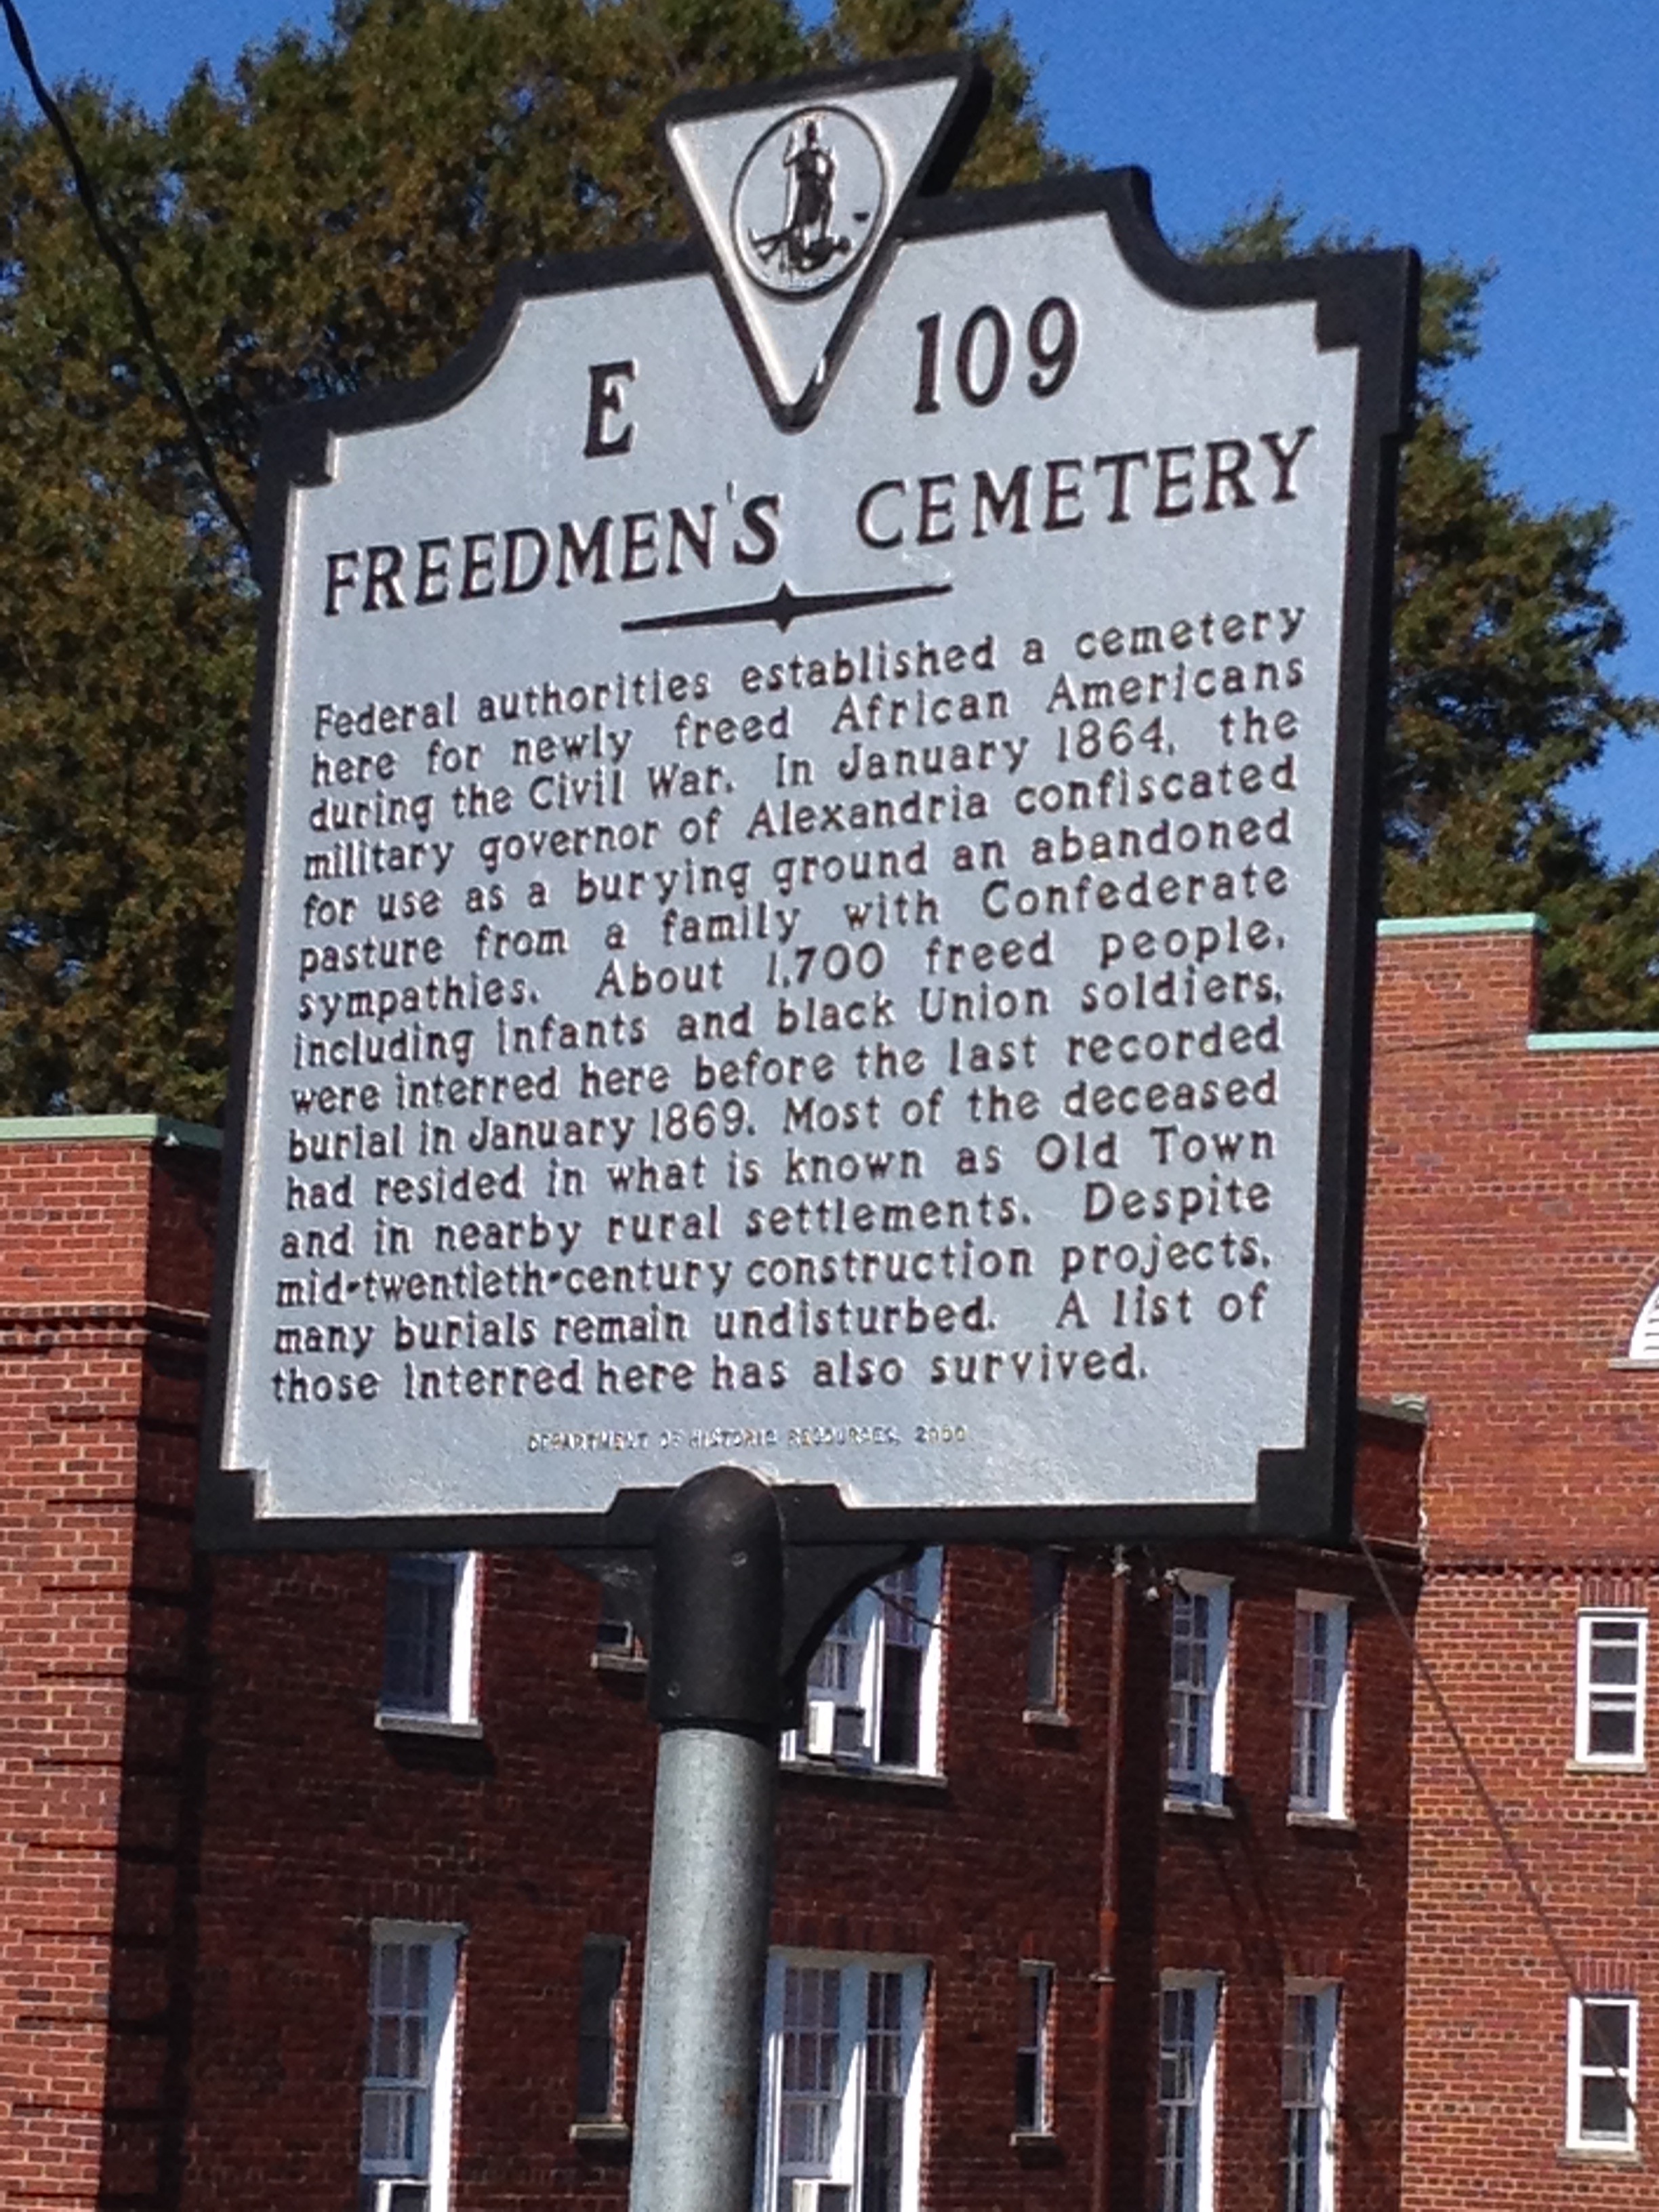 E 109
FREEDMEN'S CEMETERY
Federal authorities established a cemetery
here for newly freed African Americans
during the Civil War. In January 1864, the
military governor of Alexandria confiscated
for use as a burying ground an abandoned
pasture from a family with Confederate
sympathies. About 1,700 freed people,
including infants and black Union soldiers,
were interred here before the last recorded
burial in January 1869. Most of the deceased
had resided in what is known as Old Town
and in nearby rural settlements. Despite
mid-twentieth-century construction projects,
many burials remain undisturbed. A list of
those interred here has also survived.
DEPARTMENT OF HISTORIC RESOURCES, 2000